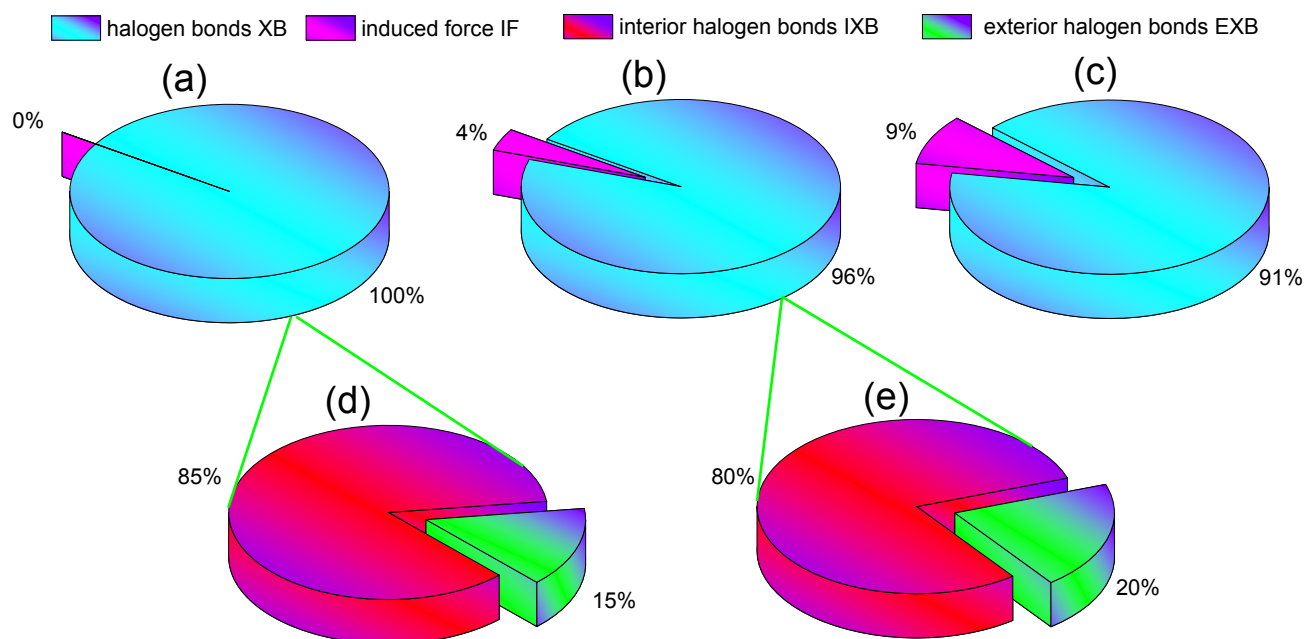 halogen bonds XB induced force IF interior halogen bonds IXB exterior halogen bonds EXB
(a) (b) (c)
0% 4% 9%
100% 96% 91%
(d) (e)
85% 80%
15% 20%